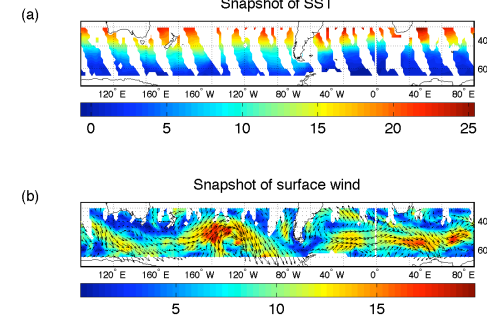 Snapshot of SST
(a)
40
60
120° E 160° E 160° W 120° W 80° W 40° W 0° 40° E 80° E
0 5 10 15 20 25
Snapshot of surface wind
(b)
40
60
120° E 160° E 160° W 120° W 80° W 40° W 0° 40° E 80° E
5 10 15